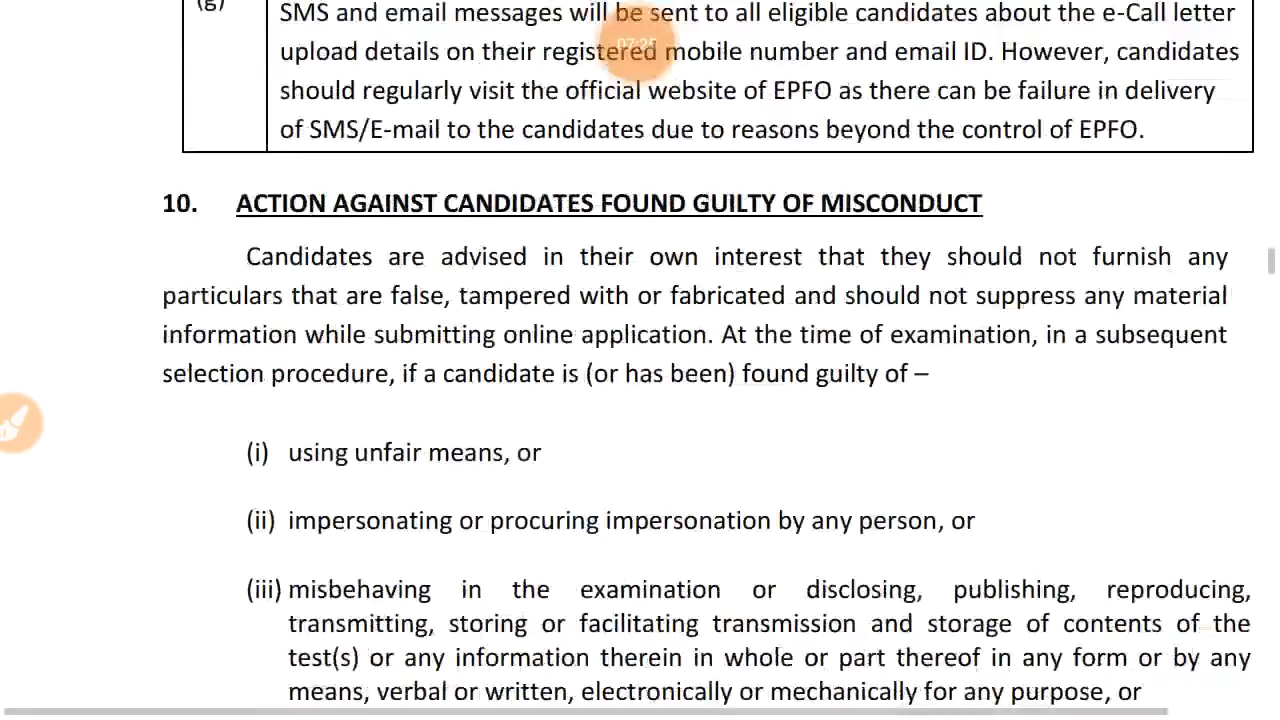 (g)
SMS and email messages will be sent to all eligible candidates about the e-Call letter
upload details on their registered mobile number and email ID. However, candidates
should regularly visit the official website of EPFO as there can be failure in delivery
of SMS/E-mail to the candidates due to reasons beyond the control of EPFO.
10. ACTION AGAINST CANDIDATES FOUND GUILTY OF MISCONDUCT
Candidates are advised in their own interest that they should not furnish any
particulars that are false, tampered with or fabricated and should not suppress any material
information while submitting online application. At the time of examination, in a subsequent
selection procedure, if a candidate is (or has been) found guilty of –
(i) using unfair means, or
(ii) impersonating or procuring impersonation by any person, or
(iii) misbehaving in the examination or disclosing, publishing, reproducing,
transmitting, storing or facilitating transmission and storage of contents of the
test(s) or any information therein in whole or part thereof in any form or by any
means, verbal or written, electronically or mechanically for any purpose, or